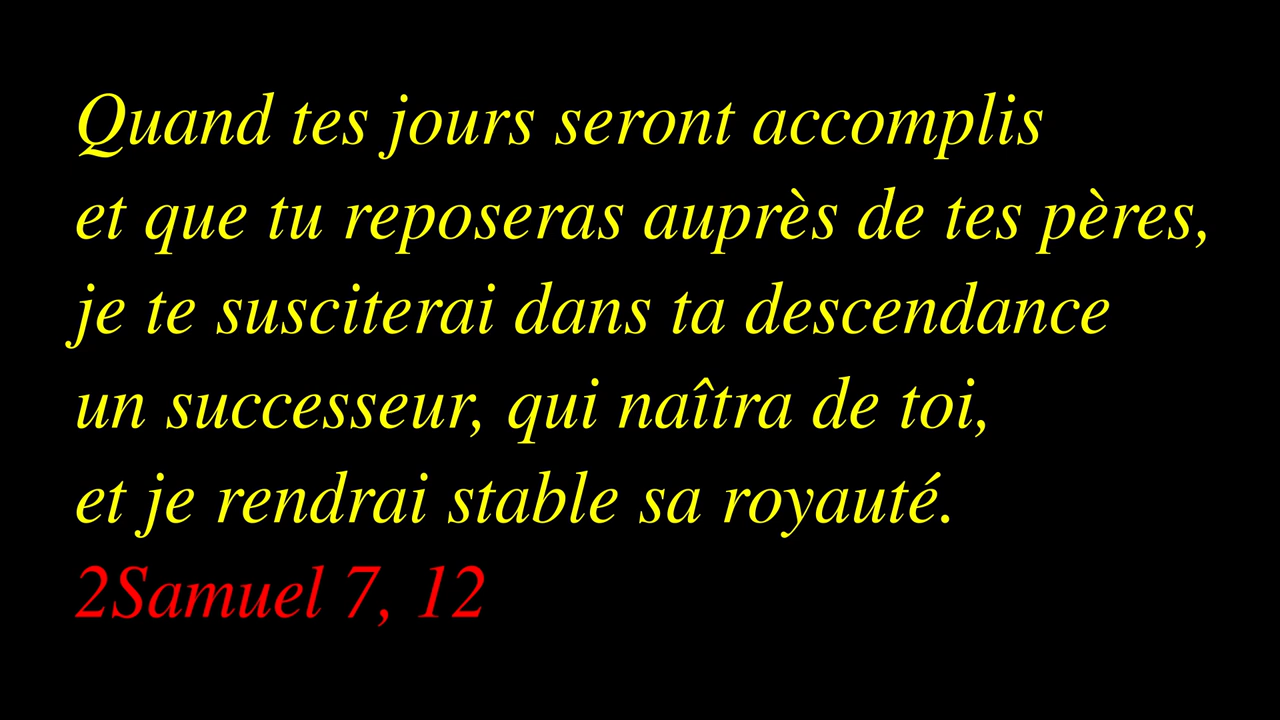 Quand tes jours seront accomplis
et que tu reposeras auprès de tes pères,
je te susciterai dans ta descendance
un successeur, qui naîtra de toi,
et je rendrai stable sa royauté.
2Samuel 7, 12